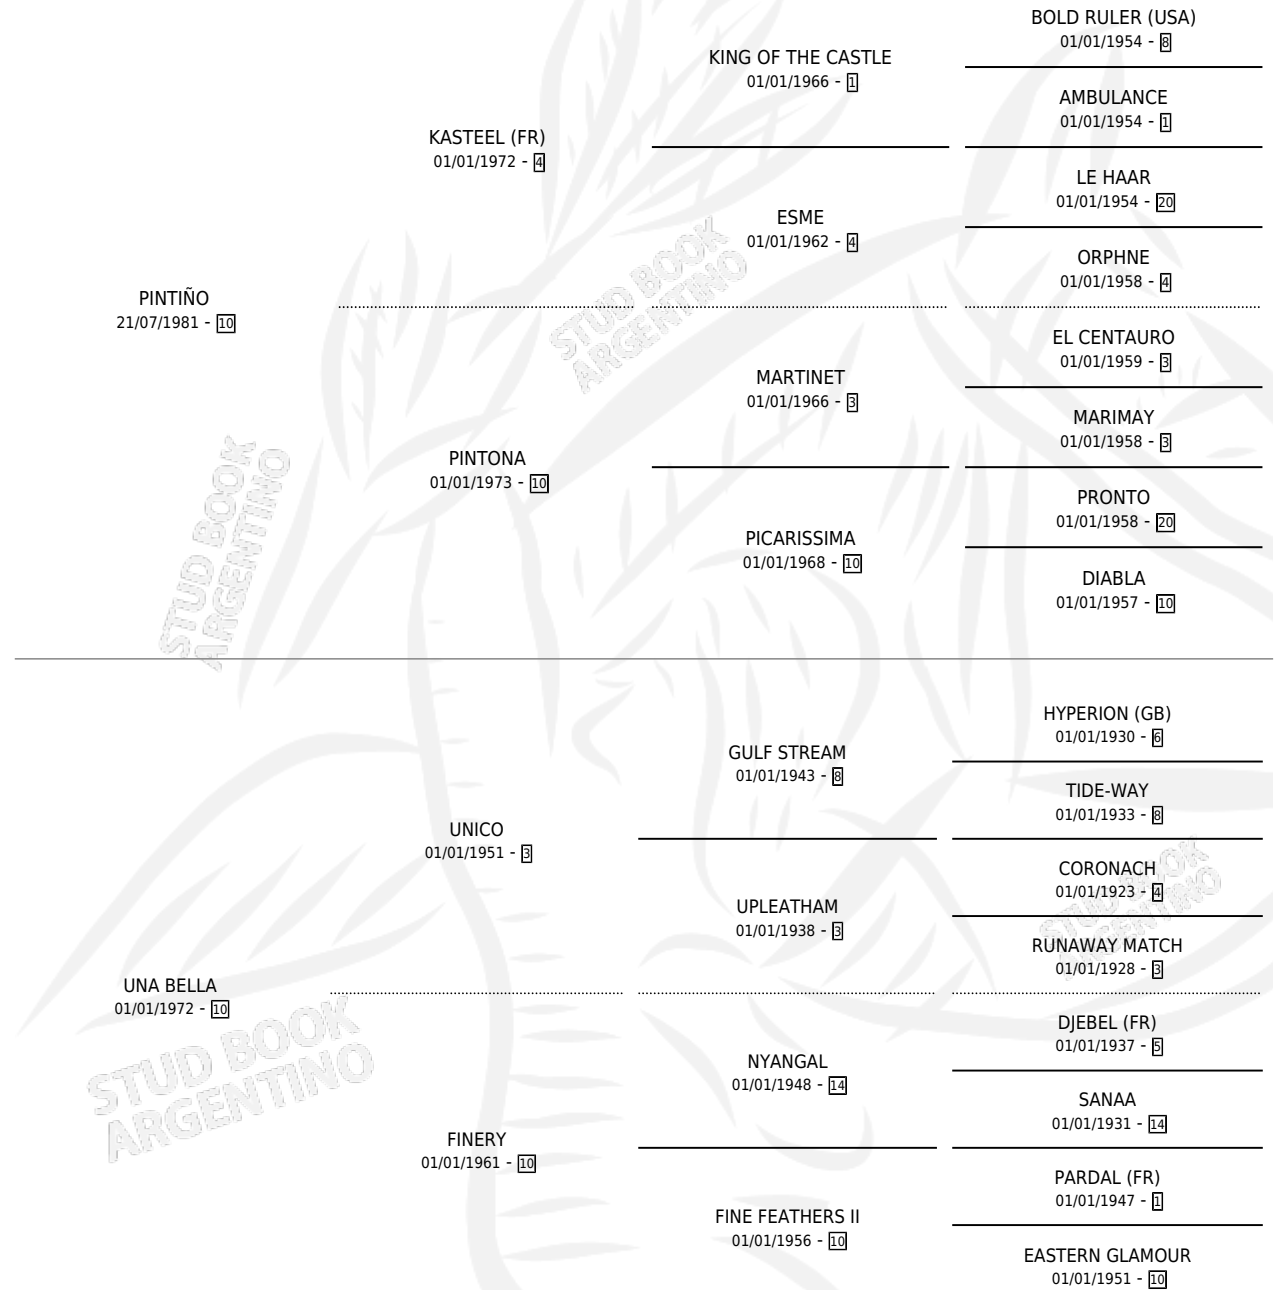 BOLD RULER (USA)
01/01/1954 - 8
KING OF THE CASTLE
01/01/1966 - 1
AMBULANCE
01/01/1954 - 1
KASTEEL (FR)
01/01/1972 - 4
LE HAAR
01/01/1954 - 20
ESME
01/01/1962 - 4
ORPHNE
01/01/1958 - 4
PINTIÑO
21/07/1981 - 10
EL CENTAURO
01/01/1959 - 3
MARTINET
01/01/1966 - 3
MARIMAY
01/01/1958 - 3
PINTONA
01/01/1973 - 10
PRONTO
01/01/1958 - 20
PICARISSIMA
01/01/1968 - 10
DIABLA
01/01/1957 - 10
STUD BOOK
ARGENTINO
STUD BOOK
ARGENTINO
HYPERION (GB)
01/01/1930 - 6
GULF STREAM
01/01/1943 - 8
TIDE-WAY
01/01/1933 - 8
UNICO
01/01/1951 - 3
CORONACH
01/01/1923 - 4
UPLEATHAM
01/01/1938 - 3
RUNAWAY MATCH
01/01/1928 - 3
STUD BOOK
ARGENTINO
UNA BELLA
01/01/1972 - 10
DJEBEL (FR)
01/01/1937 - 5
NYANGAL
01/01/1948 - 14
SANAA
01/01/1931 - 14
FINERY
01/01/1961 - 10
PARDAL (FR)
01/01/1947 - 1
FINE FEATHERS II
01/01/1956 - 10
EASTERN GLAMOUR
01/01/1951 - 10
STUD BOOK
ARGENTINO